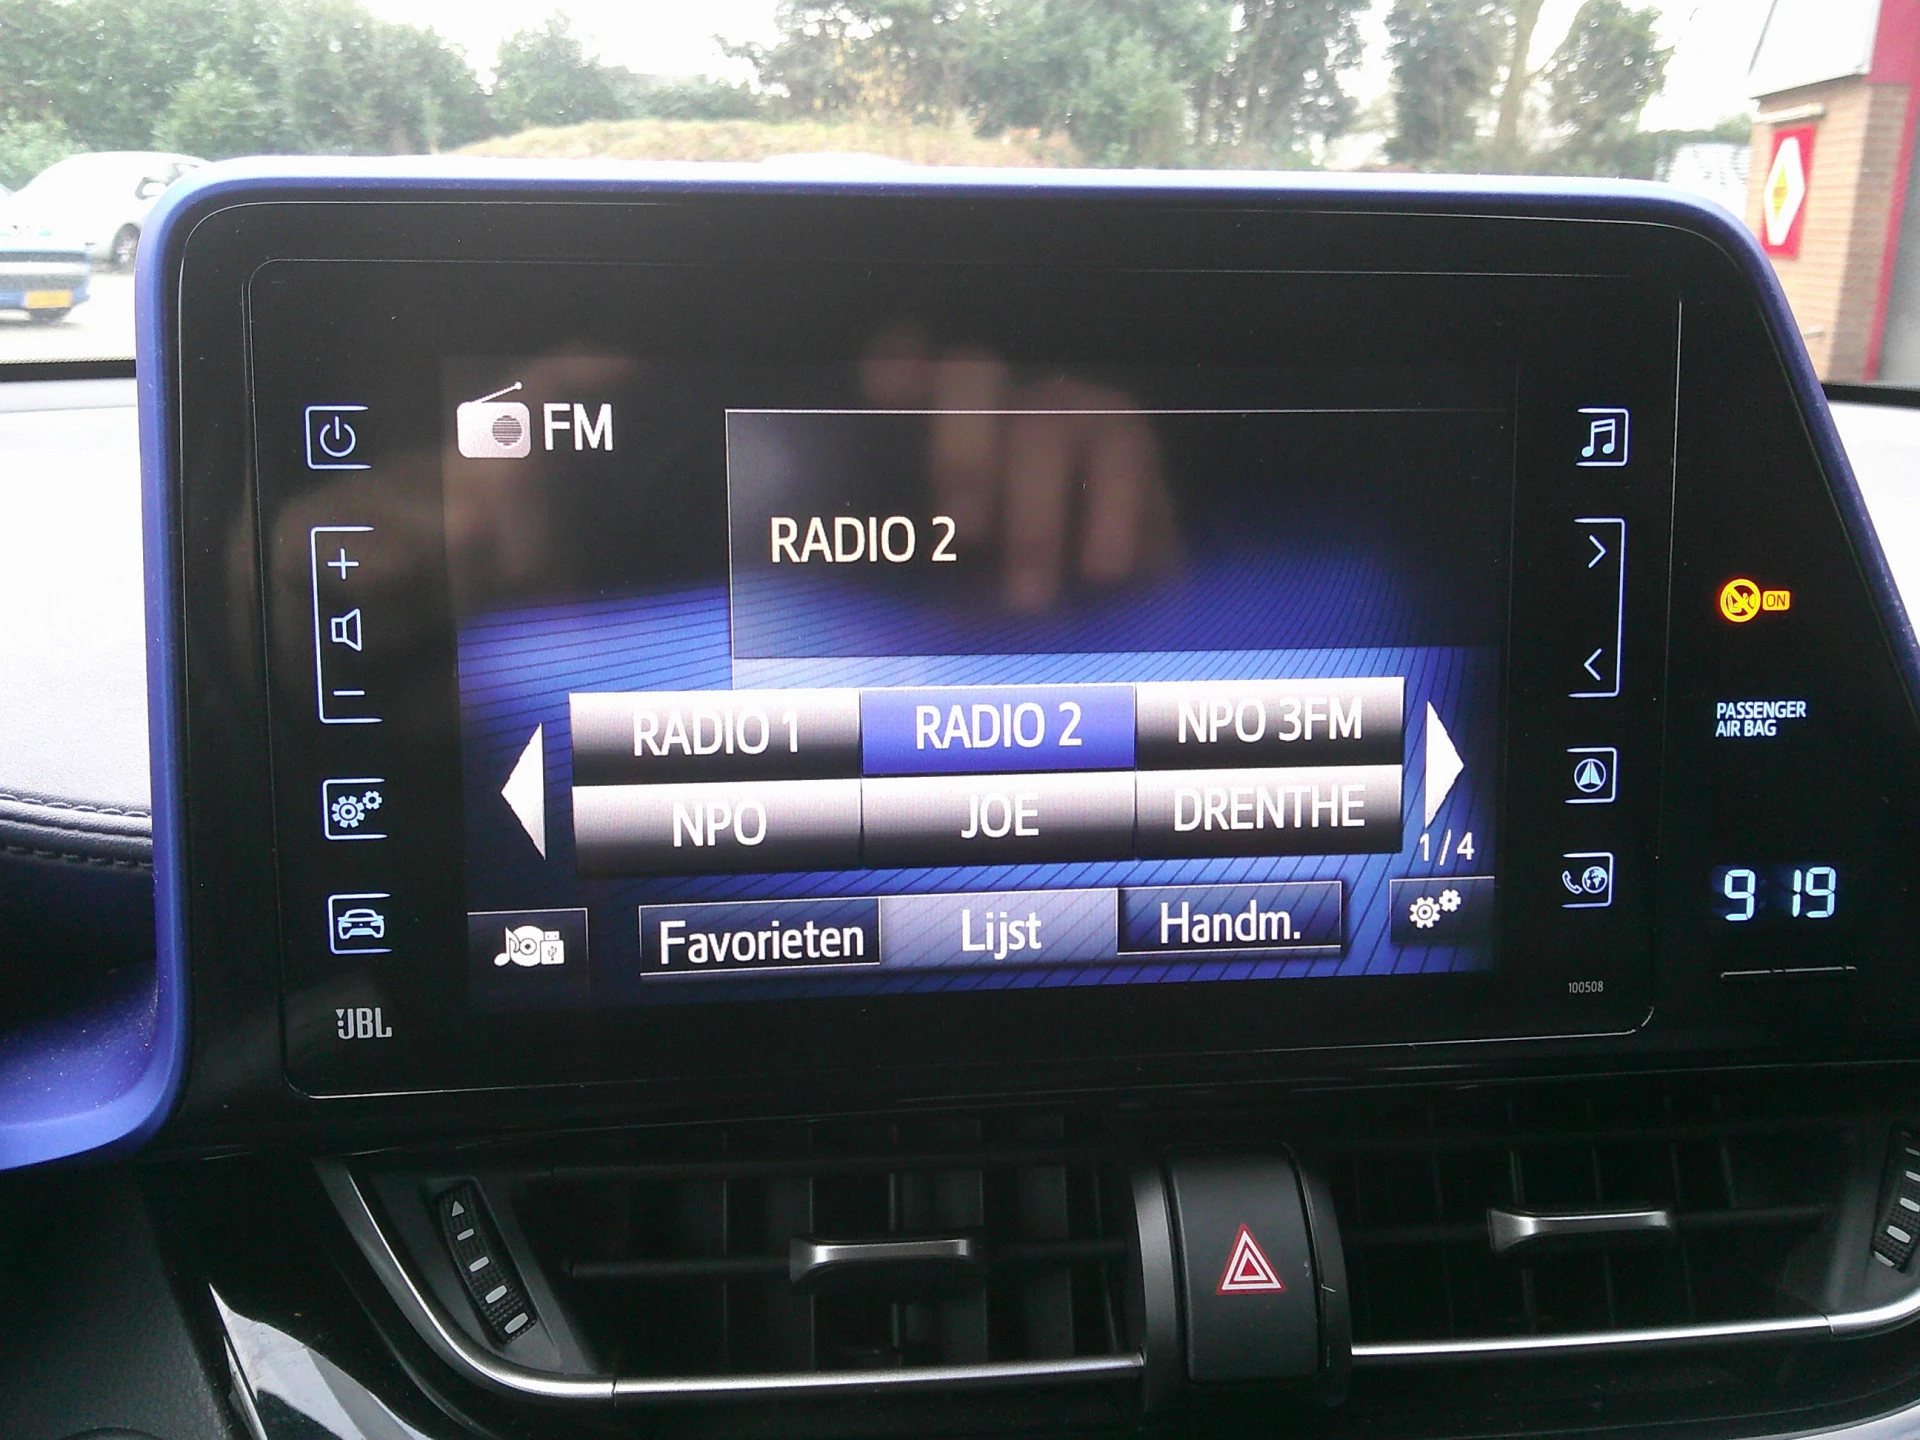 FM
RADIO 2
RADIO 1
RADIO 2
NPO 3FM
NPO
JOE
DRENTHE
1 / 4
Favorieten
Lijst
Handm.
JBL
100508
ON
PASSENGER
AIR BAG
9 19